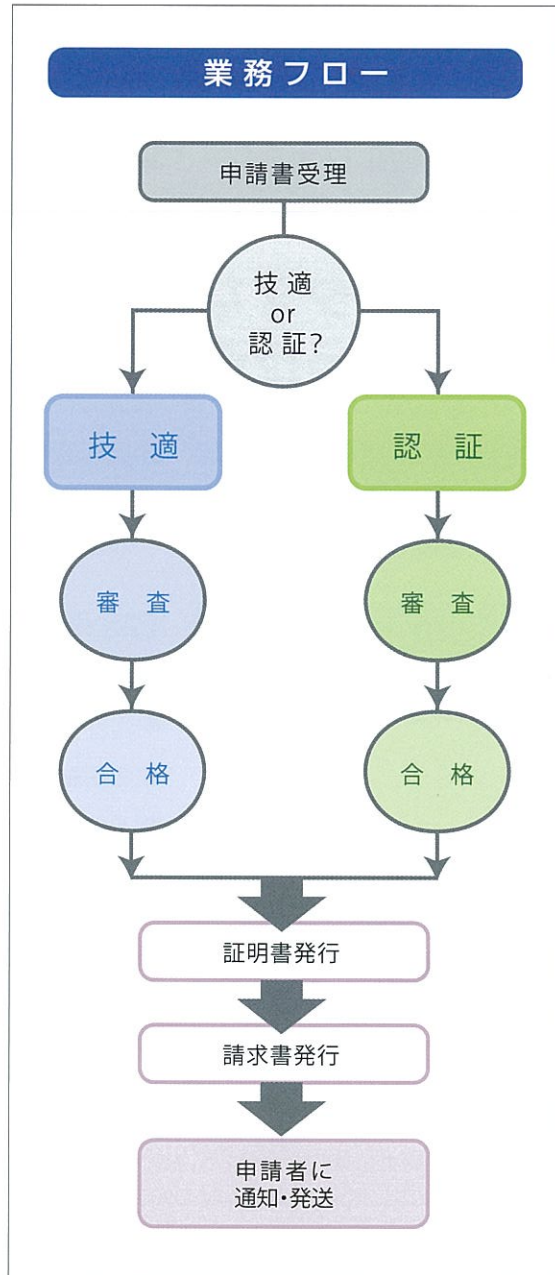 業務フロー
申請書受理
技適
or
認証?
技適
認証
審査
審査
合格
合格
証明書発行
請求書発行
申請者に
通知・発送